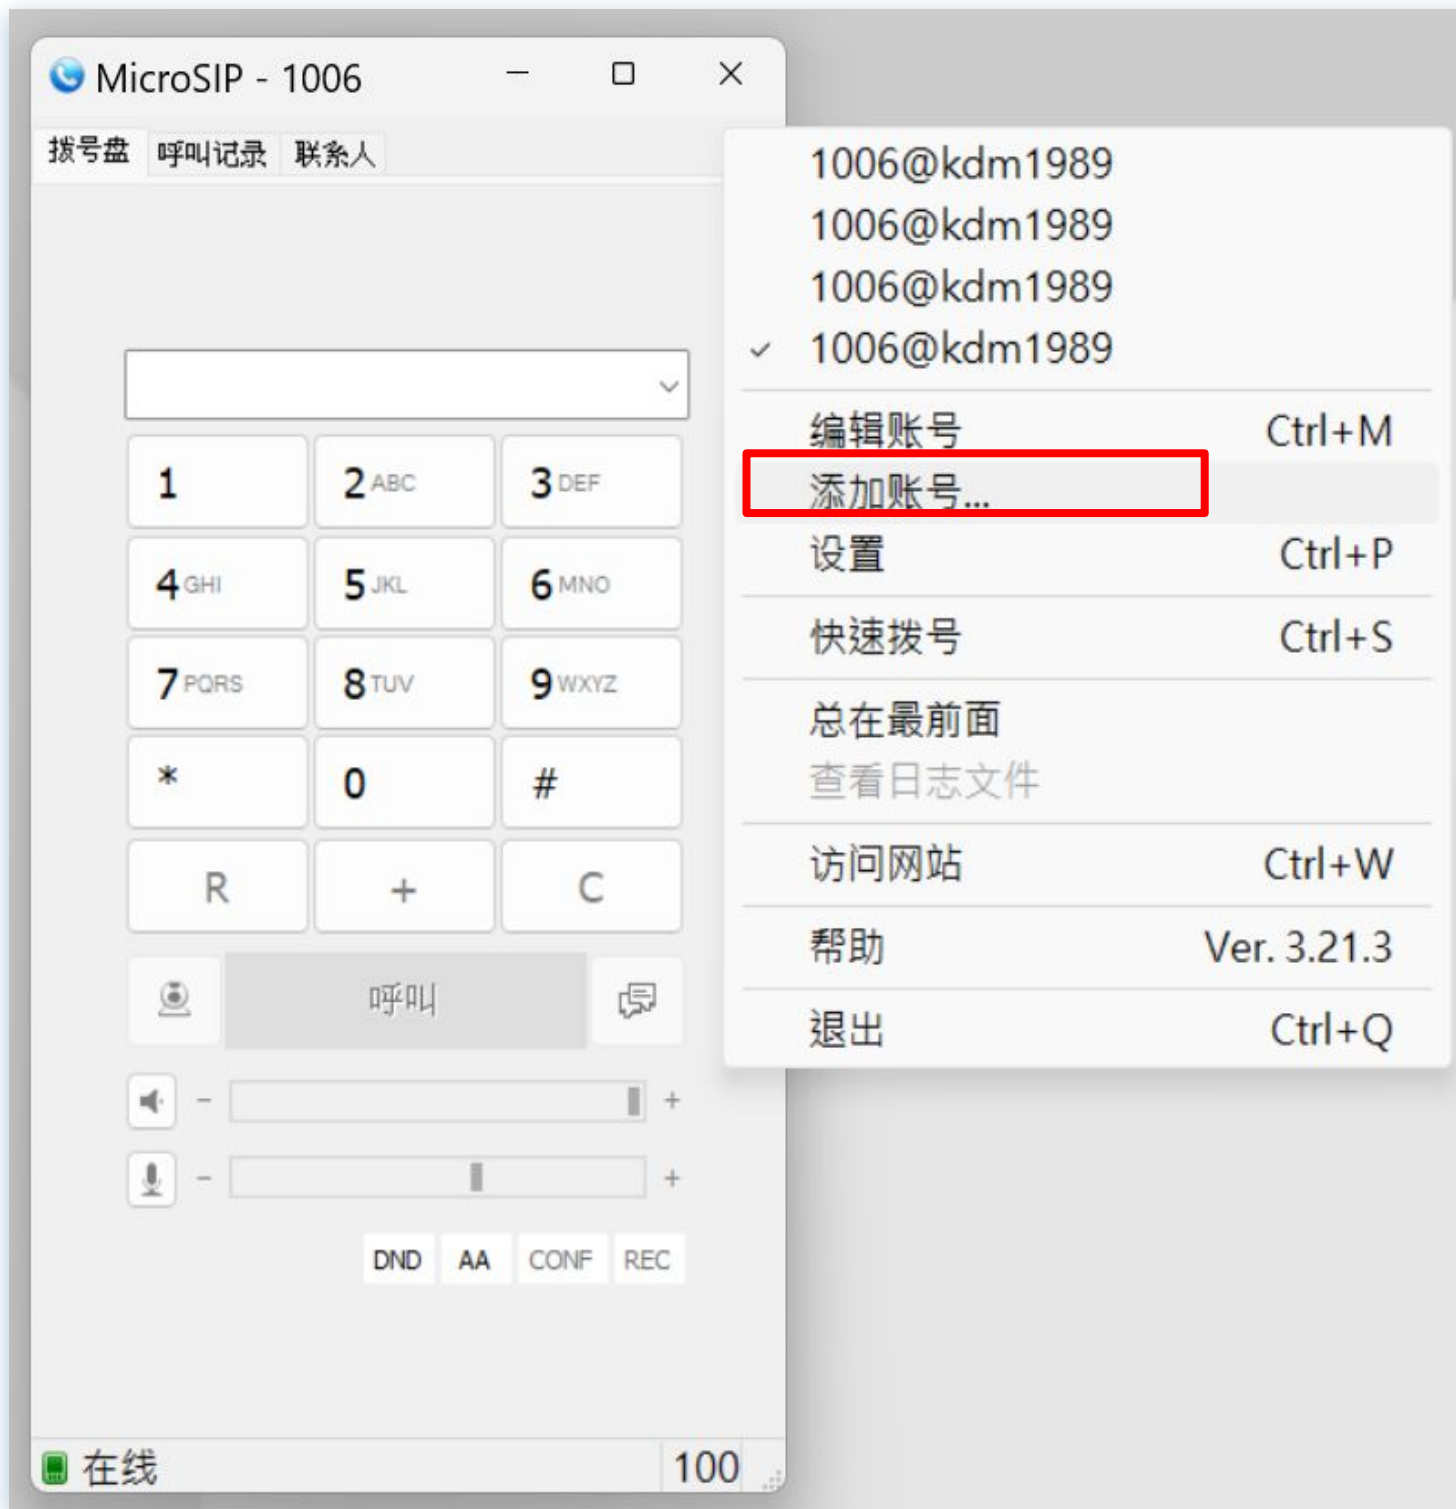 MicroSIP - 1006
拨号盘 呼叫记录 联系人
1006@kdm1989
1006@kdm1989
1006@kdm1989
1006@kdm1989
编辑账号 Ctrl+M
添加账号...
设置 Ctrl+P
快速拨号 Ctrl+S
总在最前面
查看日志文件
访问网站 Ctrl+W
帮助 Ver. 3.21.3
退出 Ctrl+Q
1 2 ABC 3 DEF
4 GHI 5 JKL 6 MNO
7 PQRS 8 TUV 9 WXYZ
* 0 #
R + C
呼叫
- +
- +
DND AA CONF REC
在线 100